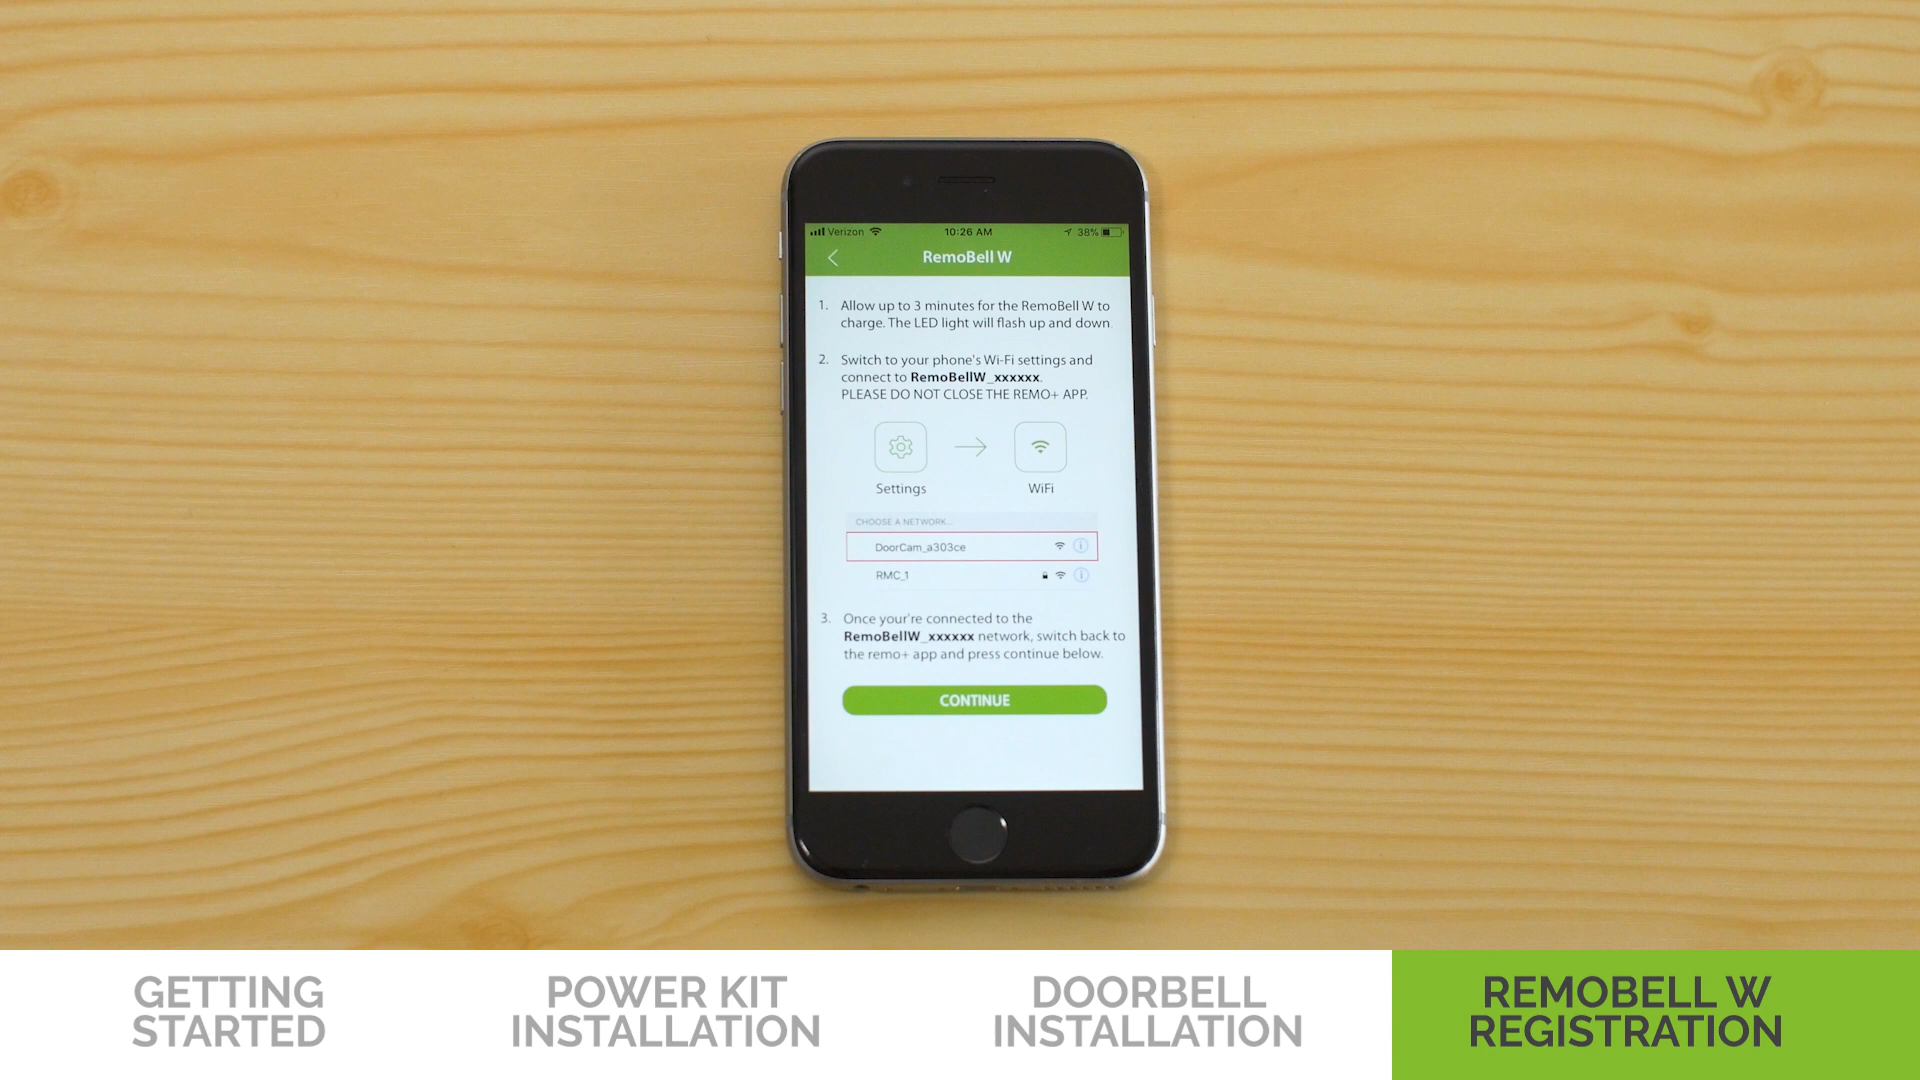 Verizon 10:26 AM 38%
RemoBell W
1. Allow up to 3 minutes for the RemoBell W to
charge. The LED light will flash up and down.
2. Switch to your phone's Wi-Fi settings and
connect to RemoBellW_xxxxxx.
PLEASE DO NOT CLOSE THE REMO+ APP.
Settings WiFi
CHOOSE A NETWORK...
DoorCam_a303ce
RMC_1
3. Once your're connected to the
RemoBellW_xxxxxx network, switch back to
the remo+ app and press continue below.
CONTINUE
GETTING
STARTED
POWER KIT
INSTALLATION
DOORBELL
INSTALLATION
REMOBELL W
REGISTRATION